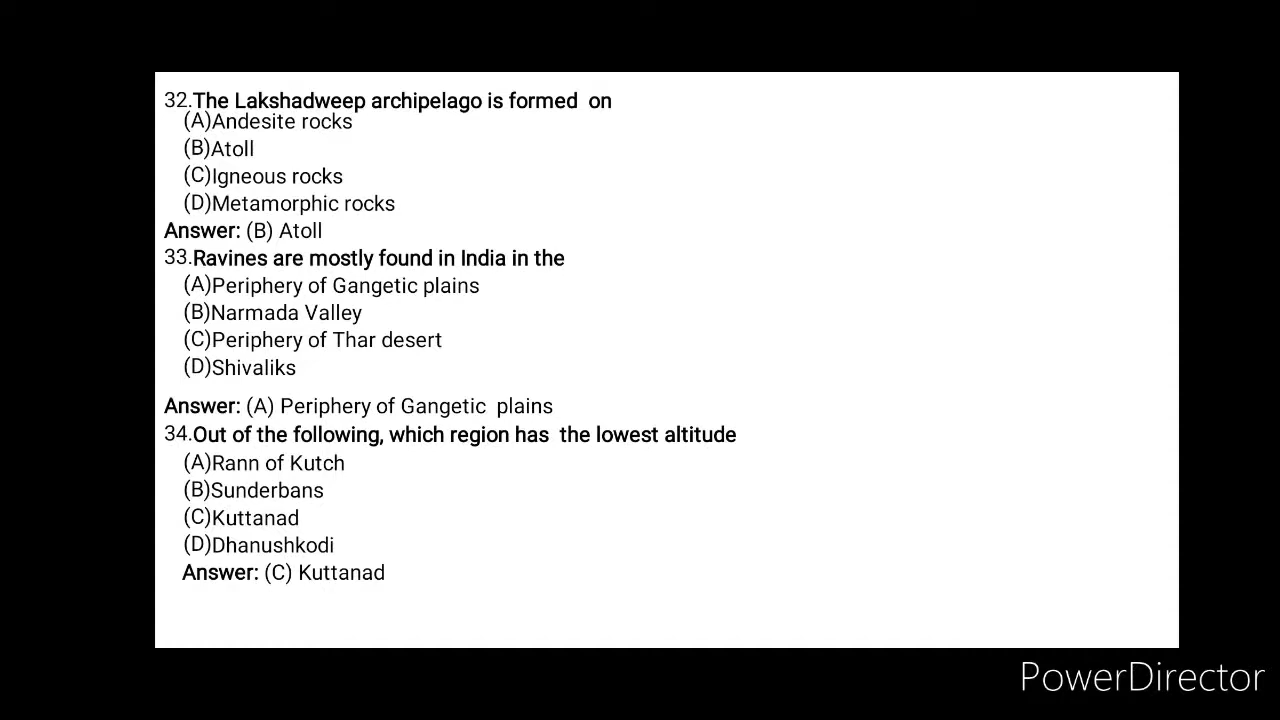 32.The Lakshadweep archipelago is formed on
(A)Andesite rocks
(B)Atoll
(C)Igneous rocks
(D)Metamorphic rocks
Answer: (B) Atoll
33.Ravines are mostly found in India in the
(A)Periphery of Gangetic plains
(B)Narmada Valley
(C)Periphery of Thar desert
(D)Shivaliks
Answer: (A) Periphery of Gangetic plains
34.Out of the following, which region has the lowest altitude
(A)Rann of Kutch
(B)Sunderbans
(C)Kuttanad
(D)Dhanushkodi
Answer: (C) Kuttanad
PowerDirector